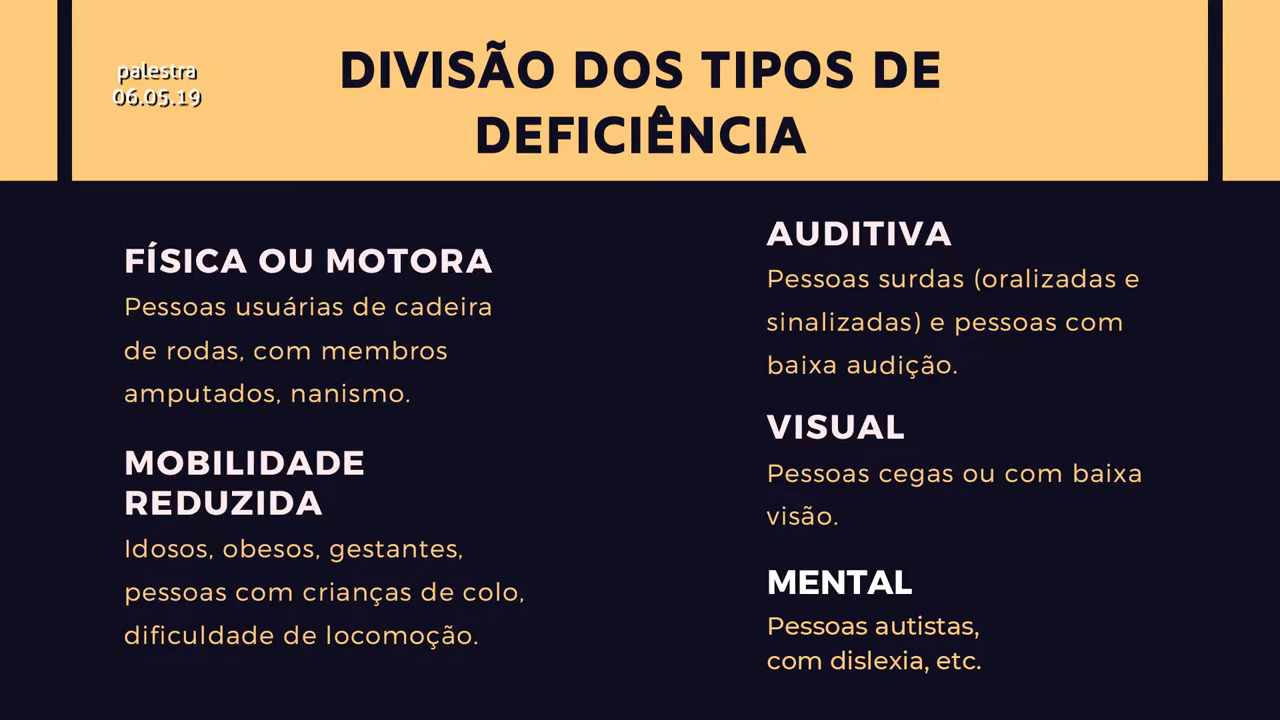 palestra
06.05.19
DIVISÃO DOS TIPOS DE
DEFICIÊNCIA
FÍSICA OU MOTORA
Pessoas usuárias de cadeira
de rodas, com membros
amputados, nanismo.
MOBILIDADE
REDUZIDA
Idosos, obesos, gestantes,
pessoas com crianças de colo,
dificuldade de locomoção.
AUDITIVA
Pessoas surdas (oralizadas e
sinalizadas) e pessoas com
baixa audição.
VISUAL
Pessoas cegas ou com baixa
visão.
MENTAL
Pessoas autistas,
com dislexia, etc.